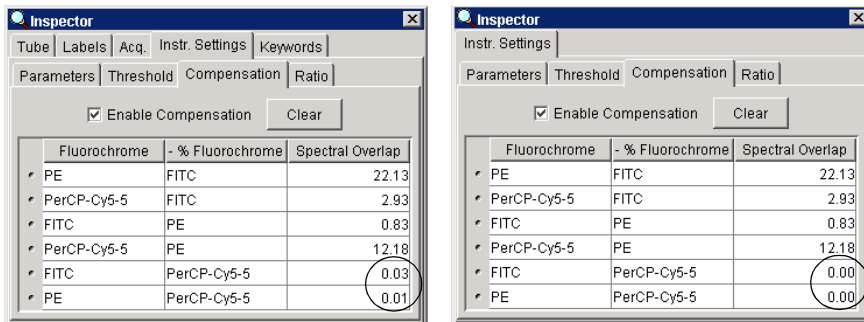 Inspector
Tube Labels Acq. Instr. Settings Keywords
Parameters Threshold Compensation Ratio
Enable Compensation Clear
Fluorochrome - % Fluorochrome Spectral Overlap
PE FITC 22.13
PerCP-Cy5-5 FITC 2.93
FITC PE 0.83
PerCP-Cy5-5 PE 12.18
FITC PerCP-Cy5-5 0.03
PE PerCP-Cy5-5 0.01
Inspector
Instr. Settings
Parameters Threshold Compensation Ratio
Enable Compensation Clear
Fluorochrome - % Fluorochrome Spectral Overlap
PE FITC 22.13
PerCP-Cy5-5 FITC 2.93
FITC PE 0.83
PerCP-Cy5-5 PE 12.18
FITC PerCP-Cy5-5 0.00
PE PerCP-Cy5-5 0.00